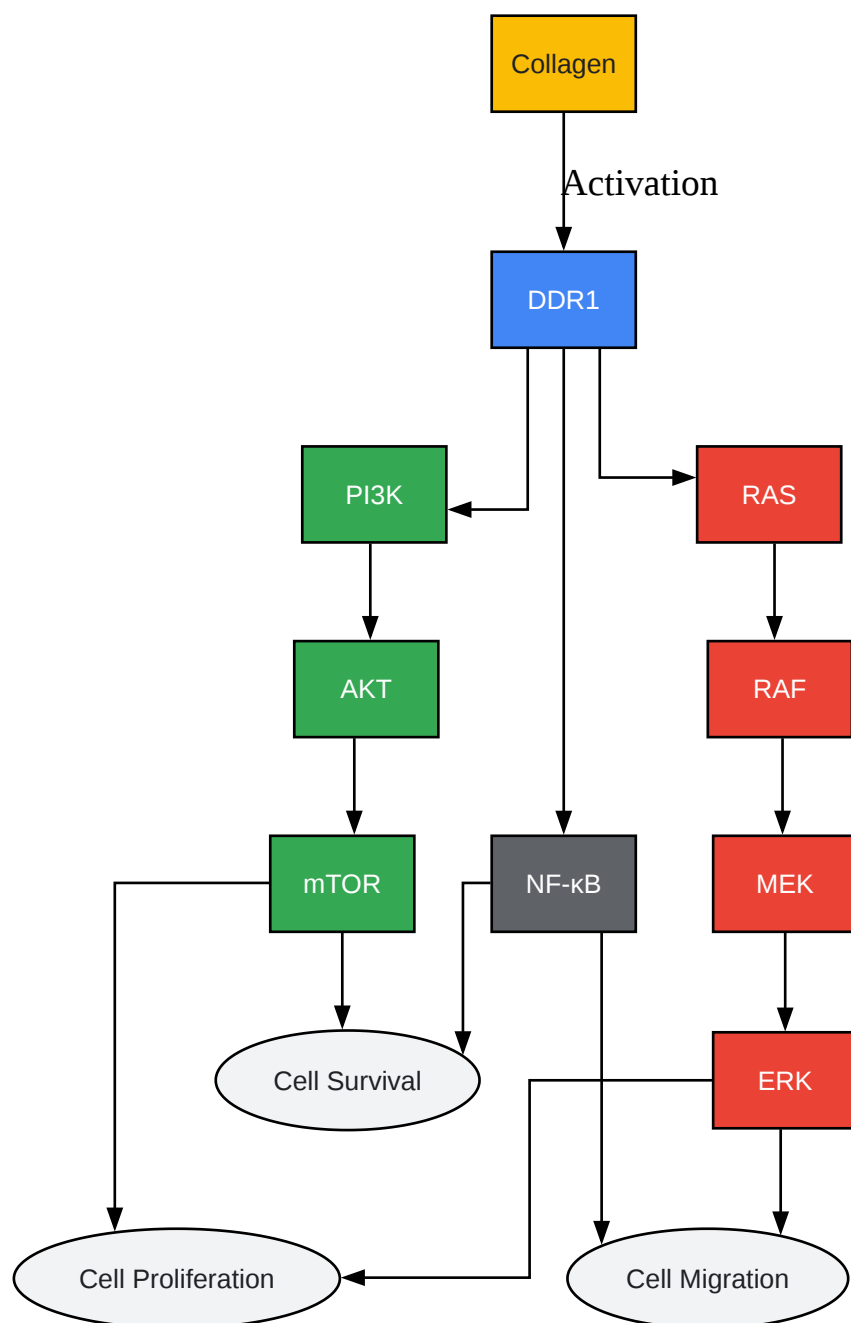 Collagen
Activation
DDR1
PI3K
RAS
AKT
RAF
mTOR
NF-κB
MEK
Cell Survival
ERK
Cell Proliferation
Cell Migration